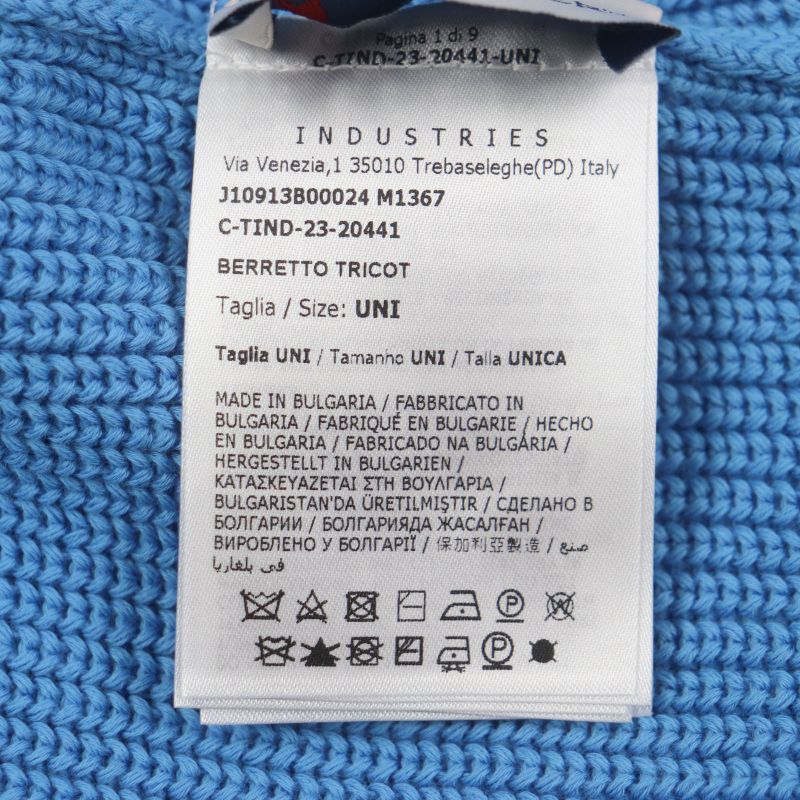 Pagina 1 di 9
C-TIND-23-20441-UNI
INDUSTRIES
Via Venezia,1 35010 Trebaseleghe(PD) Italy
J10913B00024 M1367
C-TIND-23-20441
BERRETTO TRICOT
Taglia / Size: UNI
Taglia UNI / Tamanho UNI / Talla UNICA
MADE IN BULGARIA / FABBRICATO IN
BULGARIA / FABRIQUÉ EN BULGARIE / HECHO
EN BULGARIA / FABRICADO NA BULGÁRIA /
HERGESTELLT IN BULGARIEN /
ΚΑΤΑΣΚΕΥΑΖΕΤΑΙ ΣΤΗ ΒΟΥΛΓΑΡΙΑ /
BULGARISTAN'DA ÜRETILMIŞTIR / СДЕЛАНО В
БОЛГАРИИ / БОЛГАРИЯДА ЖАСАЛҒАН /
ВИРОБЛЕНО У БОЛГАРІЇ / 保加利亞製造 / صنع
في بلغاريا
P W
P